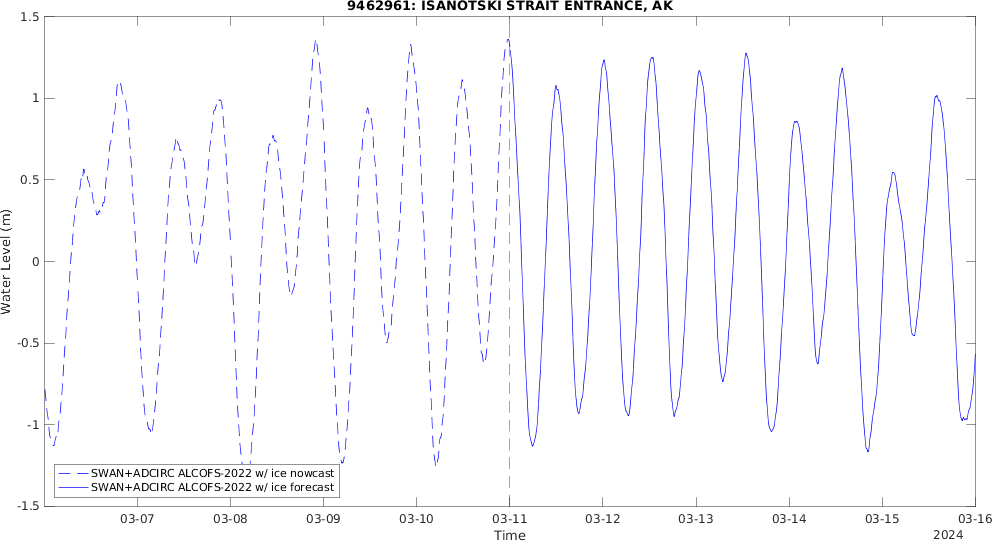 9462961: ISANOTSKI STRAIT ENTRANCE, AK
1.5
1
0.5
0
-0.5
-1
-1.5
Water Level (m)
SWAN+ADCIRC ALCOFS-2022 w/ ice nowcast
SWAN+ADCIRC ALCOFS-2022 w/ ice forecast
03-07 03-08 03-09 03-10 03-11 03-12 03-13 03-14 03-15 03-16
Time
2024